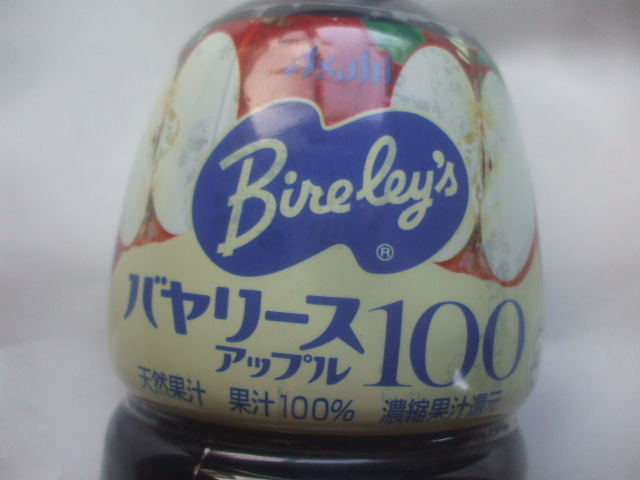 Asahi
Bireley's
®
バヤリース
アップル 100
天然果汁 果汁100% 濃縮果汁還元